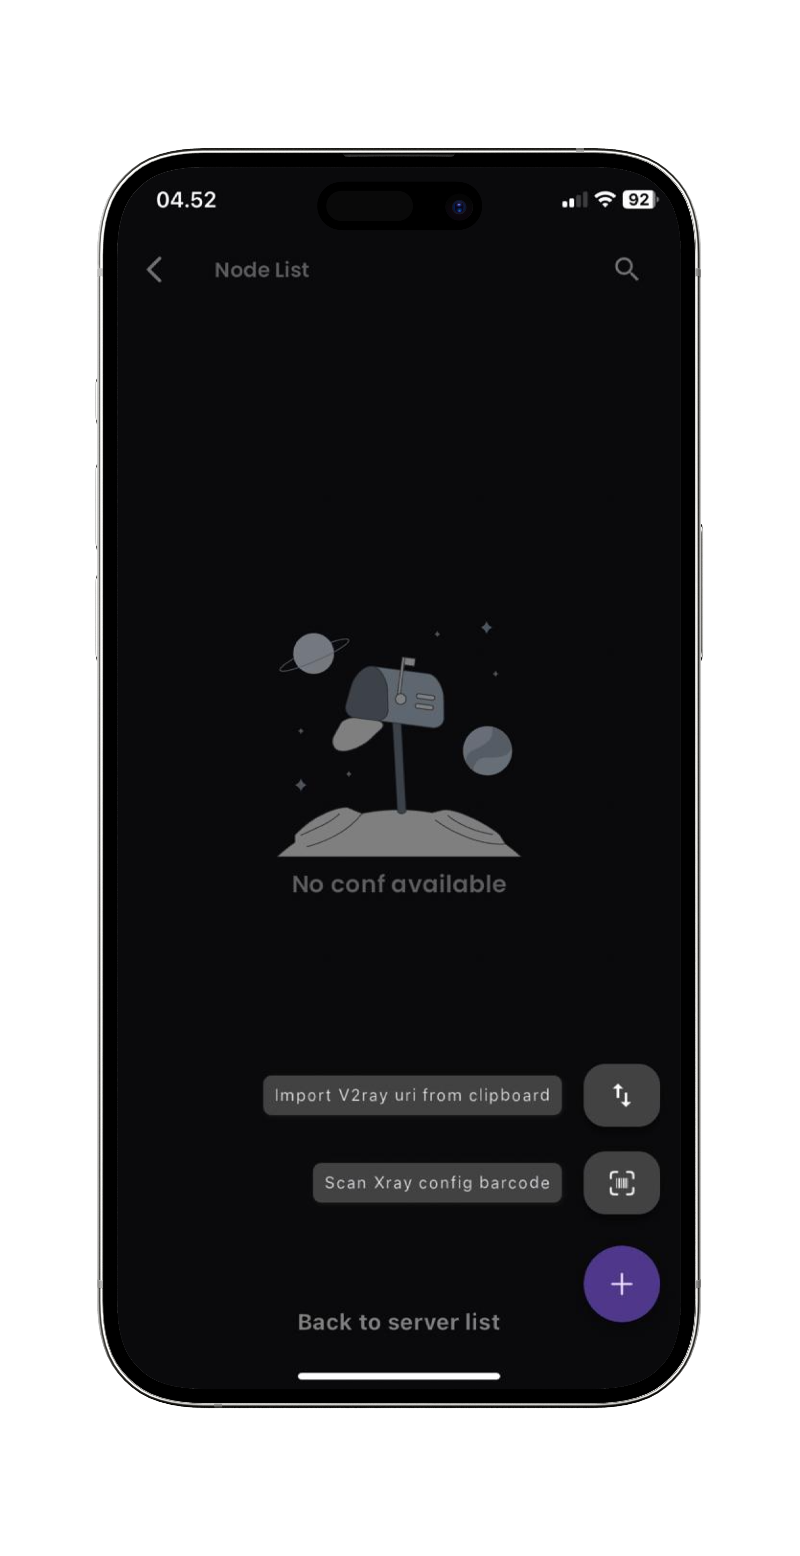 04.52
92
Node List
No conf available
Import V2ray uri from clipboard
Scan Xray config barcode
Back to server list